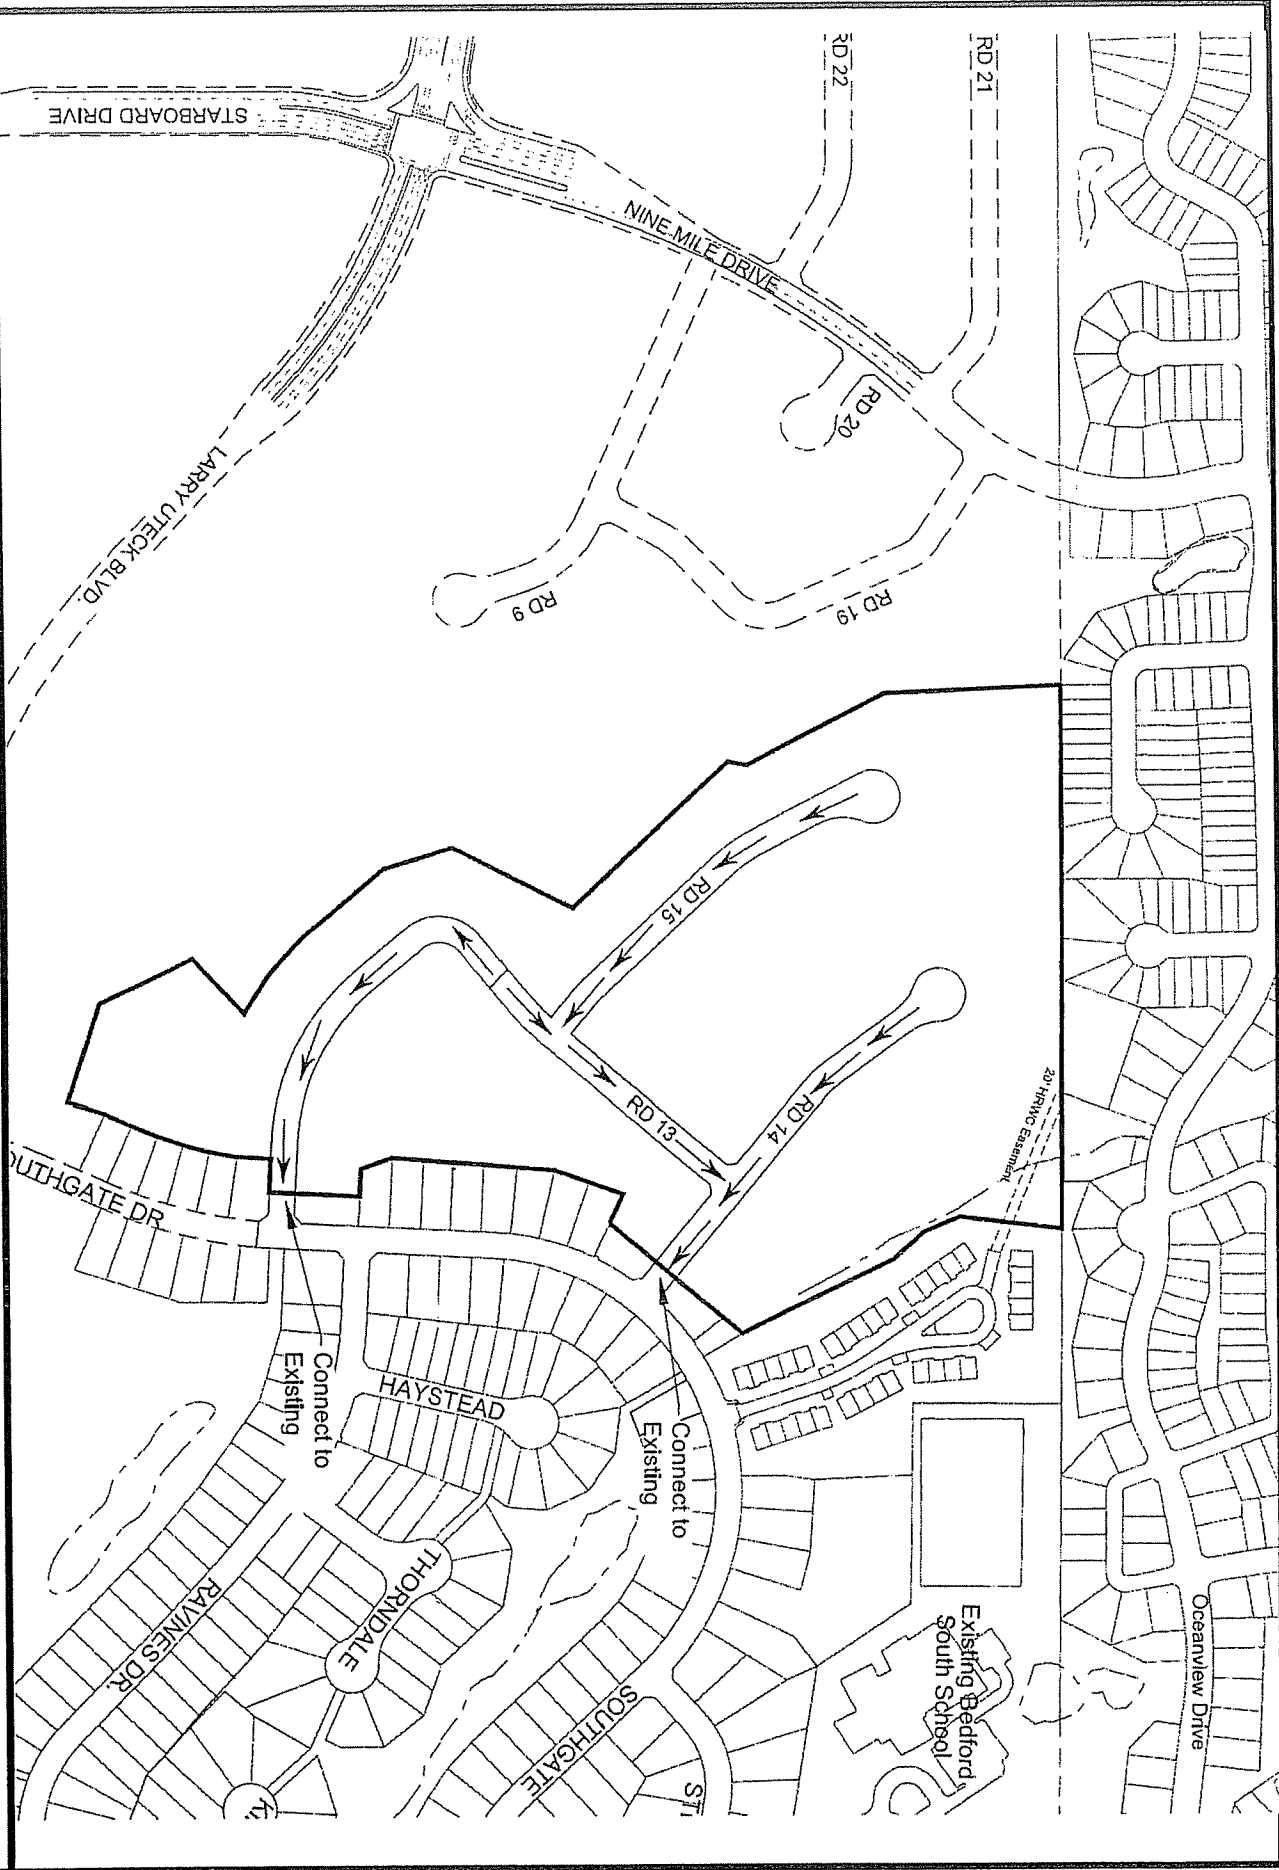 STARBOARD DRIVE
RD 22
RD 21
NINE MILE DRIVE
RD 20
LARRY UTECK BLVD.
RD 9
RD 19
RD 15
RD 13
RD 14
20' HRWC Easement
OUTHGATE DR
Connect to
Existing
Connect to
Existing
HAYSTEAD
THORNDALE
RAVINES DR.
SOUTHGATE
Existing Bedford
South School
Oceanview Drive